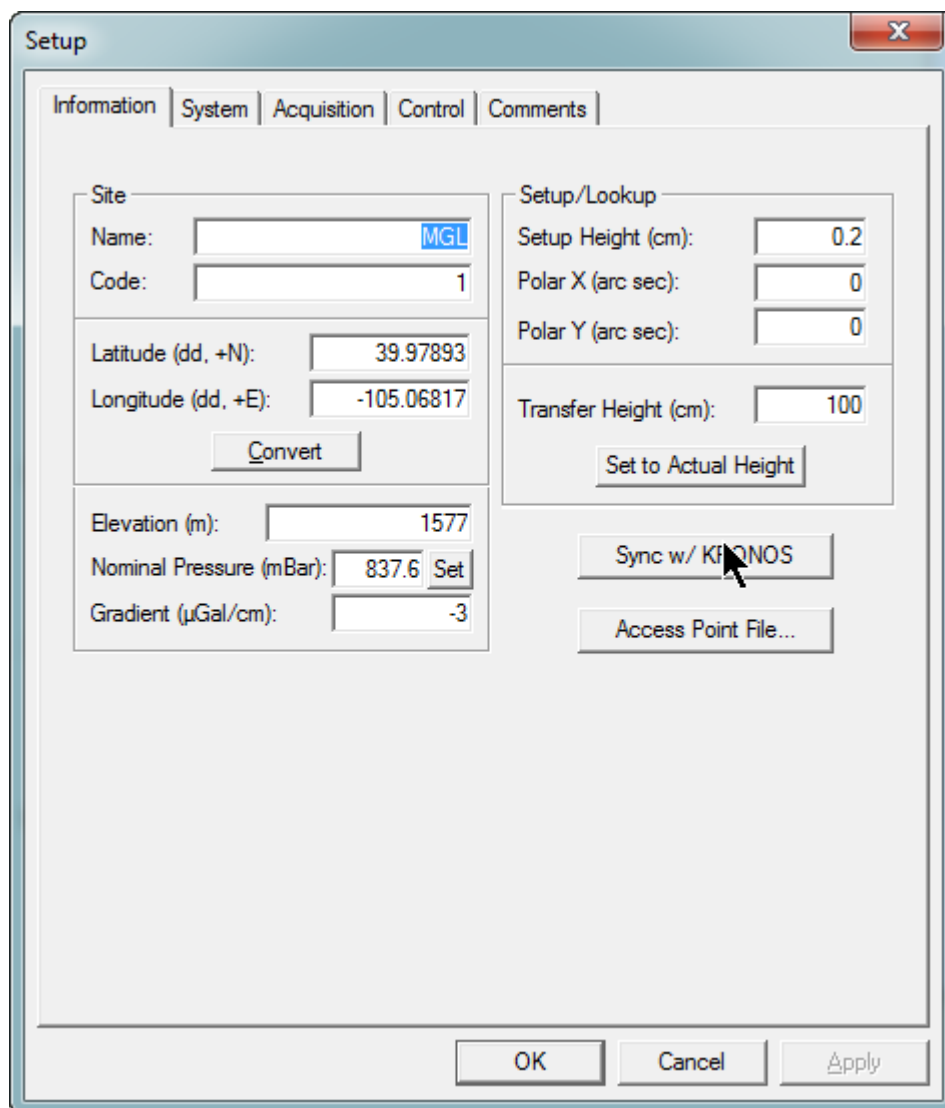 Setup
Information System Acquisition Control Comments
Site
Name: MGL
Code: 1
Latitude (dd, +N): 39.97893
Longitude (dd, +E): -105.06817
Convert
Elevation (m): 1577
Nominal Pressure (mBar): 837.6 Set
Gradient (µGal/cm): -3
Setup/Lookup
Setup Height (cm): 0.2
Polar X (arc sec): 0
Polar Y (arc sec): 0
Transfer Height (cm): 100
Set to Actual Height
Sync w/ KRONOS
Access Point File...
OK Cancel Apply